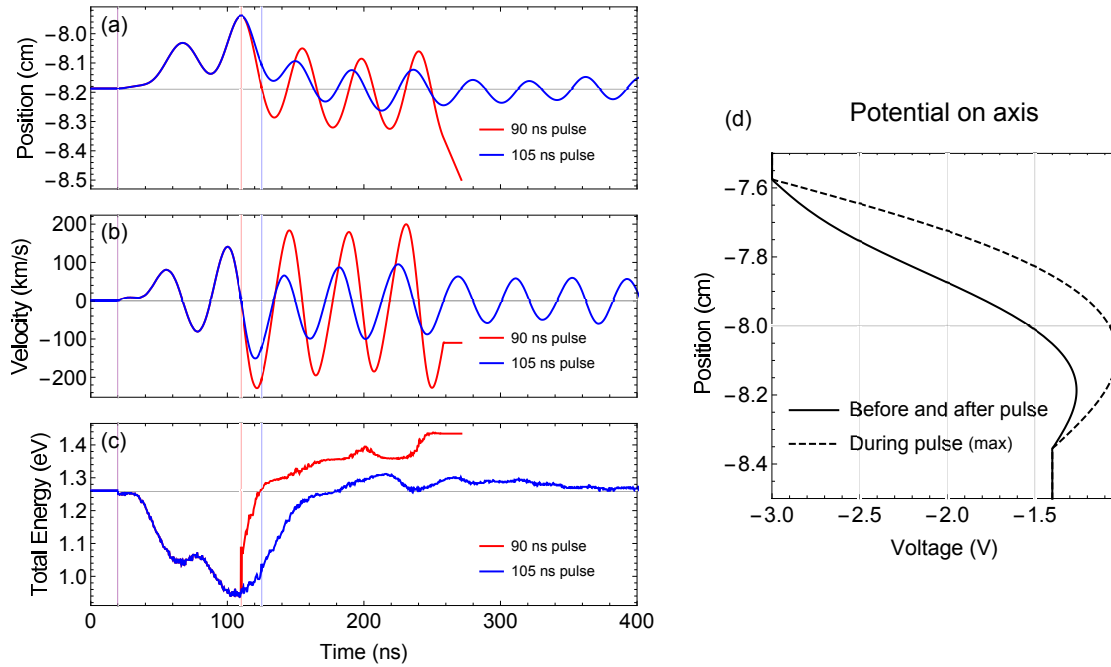 (a)
Position (cm)
−8.0
−8.1
−8.2
−8.3
−8.4
−8.5
90 ns pulse
105 ns pulse
(b)
Velocity (km/s)
200
100
0
−100
−200
90 ns pulse
105 ns pulse
(c)
Total Energy (eV)
1.4
1.3
1.2
1.1
1.0
90 ns pulse
105 ns pulse
0 100 200 300 400
Time (ns)
(d)
Potential on axis
Position (cm)
−7.6
−7.8
−8.0
−8.2
−8.4
Before and after pulse
During pulse (max)
−3.0 −2.5 −2.0 −1.5
Voltage (V)